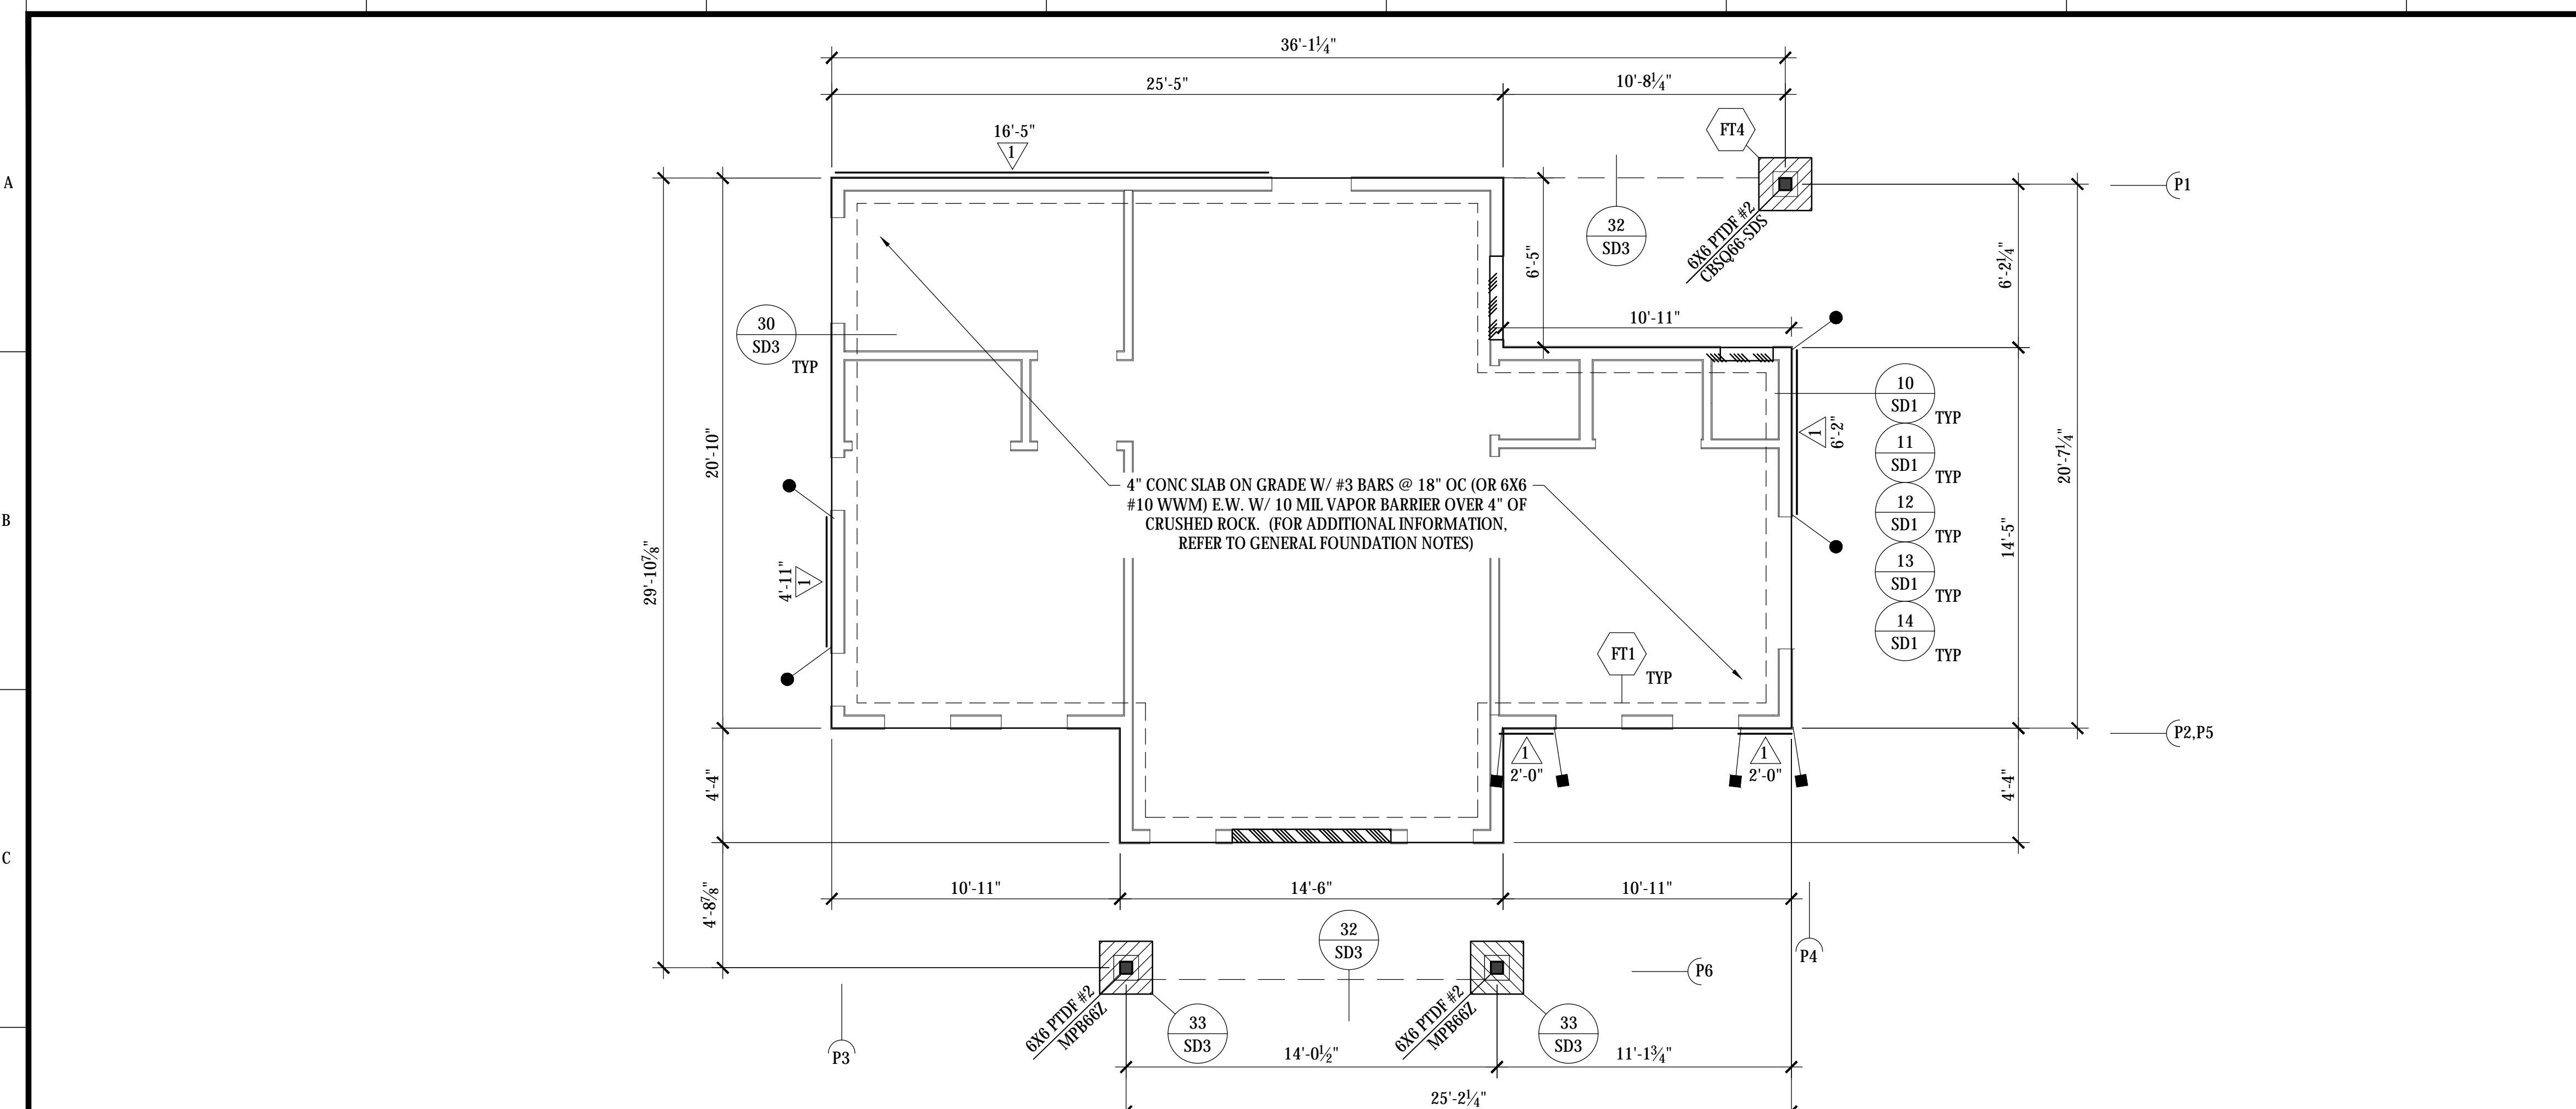 36'-1¼"
25'-5"
10'-8¼"
FT4
16'-5"
1
A
P1
6X6 PTDF #2
CBSQ66-SDS
32
SD3
6'-5"
6'-2¼"
10'-11"
30
SD3
TYP
10
SD1
TYP
11
SD1
TYP
12
SD1
TYP
13
SD1
TYP
14
SD1
TYP
1
6'-2"
20'-10"
20'-7¼"
4" CONC SLAB ON GRADE W/ #3 BARS @ 18" OC (OR 6X6
#10 WWM) E.W. W/ 10 MIL VAPOR BARRIER OVER 4" OF
CRUSHED ROCK. (FOR ADDITIONAL INFORMATION,
REFER TO GENERAL FOUNDATION NOTES)
B
14'-5"
29'-10⅞"
4'-11"
1
FT1
TYP
P2,P5
1
2'-0"
1
2'-0"
4'-4"
4'-4"
C
4'-8⅞"
10'-11"
14'-6"
10'-11"
32
SD3
P4
P6
6X6 PTDF #2
MPB66Z
33
SD3
6X6 PTDF #2
MPB66Z
33
SD3
P3
14'-0½"
11'-1¾"
25'-2¼"